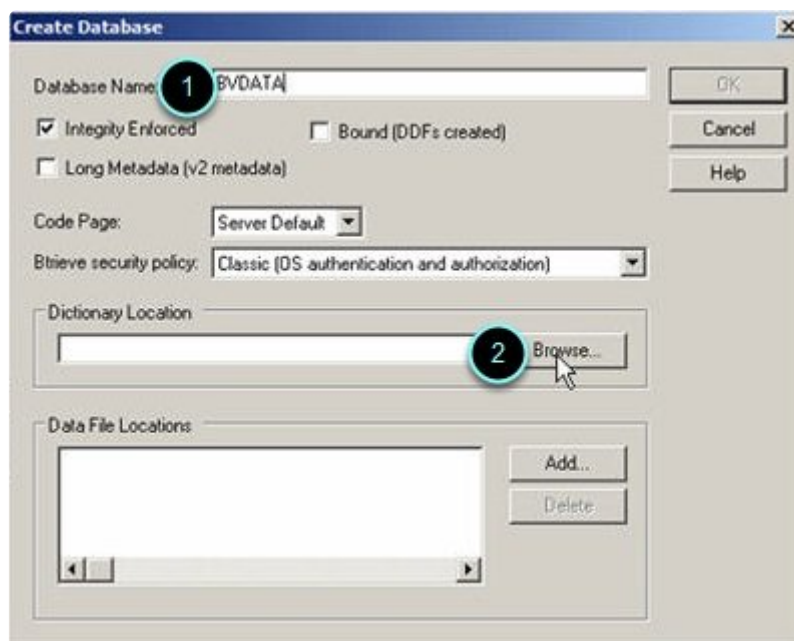 Create Database
Database Name: 1 BVDATA
OK
Integrity Enforced
Bound (DDFs created)
Cancel
Long Metadata (v2 metadata)
Help
Code Page: Server Default
Btrieve security policy: Classic (OS authentication and authorization)
Dictionary Location
2 Browse...
Data File Locations
Add...
Delete